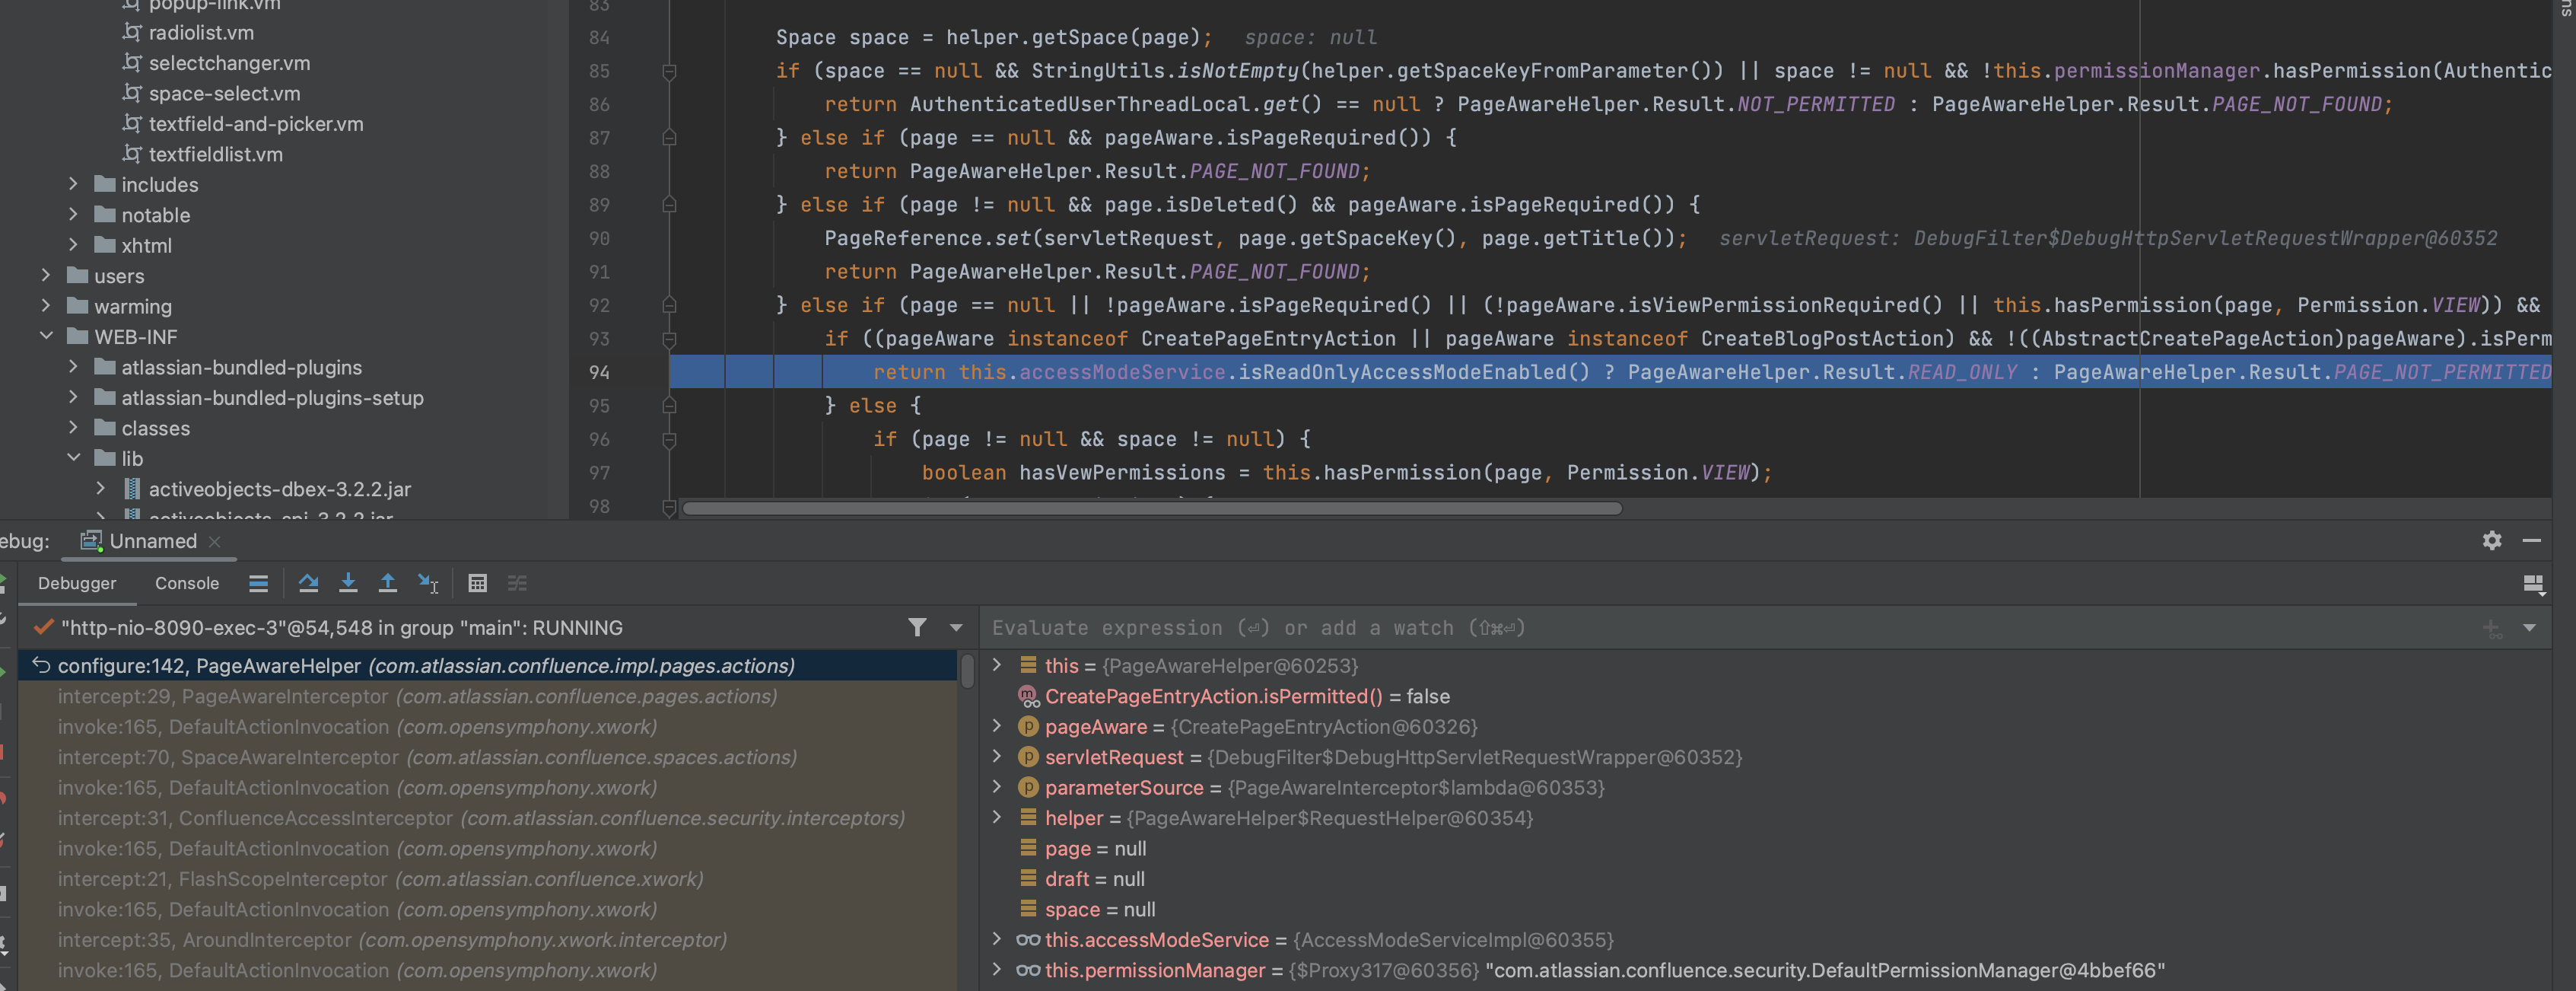 popup-link.vm
radiolist.vm
selectchanger.vm
space-select.vm
textfield-and-picker.vm
textfieldlist.vm
includes
notable
xhtml
users
warming
WEB-INF
atlassian-bundled-plugins
atlassian-bundled-plugins-setup
classes
lib
activeobjects-dbex-3.2.2.jar
83
84 Space space = helper.getSpace(page); space: null
85 if (space == null && StringUtils.isNotEmpty(helper.getSpaceKeyFromParameter()) || space != null && !this.permissionManager.hasPermission(Authentic
86 return AuthenticatedUserThreadLocal.get() == null ? PageAwareHelper.Result.NOT_PERMITTED : PageAwareHelper.Result.PAGE_NOT_FOUND;
87 } else if (page == null && pageAware.isPageRequired()) {
88 return PageAwareHelper.Result.PAGE_NOT_FOUND;
89 } else if (page != null && page.isDeleted() && pageAware.isPageRequired()) {
90 PageReference.set(servletRequest, page.getSpaceKey(), page.getTitle()); servletRequest: DebugFilter$DebugHttpServletRequestWrapper@60352
91 return PageAwareHelper.Result.PAGE_NOT_FOUND;
92 } else if (page == null || !pageAware.isPageRequired() || (!pageAware.isViewPermissionRequired() || this.hasPermission(page, Permission.VIEW)) &&
93 if ((pageAware instanceof CreatePageEntryAction || pageAware instanceof CreateBlogPostAction) && !((AbstractCreatePageAction)pageAware).isPerm
94 return this.accessModeService.isReadOnlyAccessModeEnabled() ? PageAwareHelper.Result.READ_ONLY : PageAwareHelper.Result.PAGE_NOT_PERMITTED
95 } else {
96 if (page != null && space != null) {
97 boolean hasVewPermissions = this.hasPermission(page, Permission.VIEW);
98
su
ebug: Unnamed
Debugger Console
"http-nio-8090-exec-3"@54,548 in group "main": RUNNING
configure:142, PageAwareHelper (com.atlassian.confluence.impl.pages.actions)
intercept:29, PageAwareInterceptor (com.atlassian.confluence.pages.actions)
invoke:165, DefaultActionInvocation (com.opensymphony.xwork)
intercept:70, SpaceAwareInterceptor (com.atlassian.confluence.spaces.actions)
invoke:165, DefaultActionInvocation (com.opensymphony.xwork)
intercept:31, ConfluenceAccessInterceptor (com.atlassian.confluence.security.interceptors)
invoke:165, DefaultActionInvocation (com.opensymphony.xwork)
intercept:21, FlashScopeInterceptor (com.atlassian.confluence.xwork)
invoke:165, DefaultActionInvocation (com.opensymphony.xwork)
intercept:35, AroundInterceptor (com.opensymphony.xwork.interceptor)
invoke:165, DefaultActionInvocation (com.opensymphony.xwork)
Evaluate expression (⏎) or add a watch (⇧⌘⏎)
this = {PageAwareHelper@60253}
CreatePageEntryAction.isPermitted() = false
pageAware = {CreatePageEntryAction@60326}
servletRequest = {DebugFilter$DebugHttpServletRequestWrapper@60352}
parameterSource = {PageAwareInterceptor$lambda@60353}
helper = {PageAwareHelper$RequestHelper@60354}
page = null
draft = null
space = null
this.accessModeService = {AccessModeServiceImpl@60355}
this.permissionManager = {$Proxy317@60356} "com.atlassian.confluence.security.DefaultPermissionManager@4bbef66"